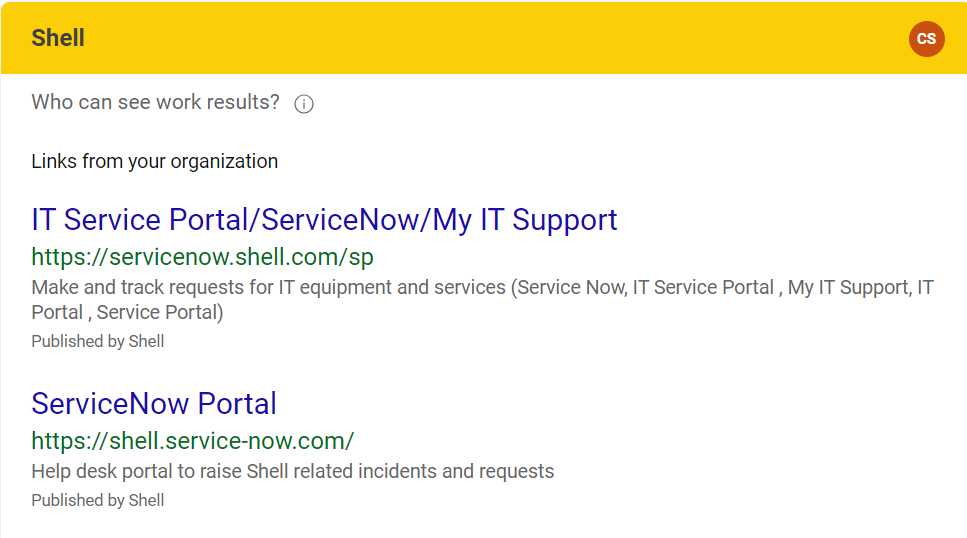 Shell
CS
Who can see work results?
Links from your organization
IT Service Portal/ServiceNow/My IT Support
https://servicenow.shell.com/sp
Make and track requests for IT equipment and services (Service Now, IT Service Portal , My IT Support, IT
Portal , Service Portal)
Published by Shell
ServiceNow Portal
https://shell.service-now.com/
Help desk portal to raise Shell related incidents and requests
Published by Shell